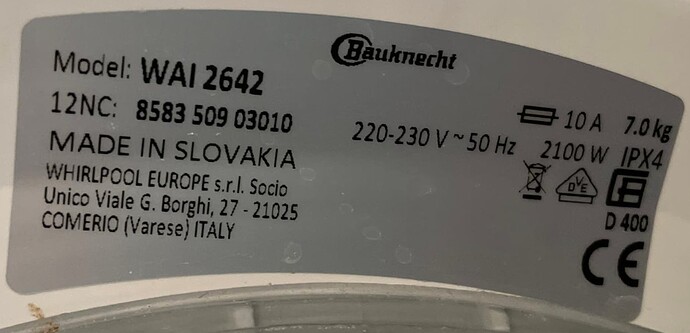 Bauknecht
Model: WAI 2642
12NC: 8583 509 03010
MADE IN SLOVAKIA
WHIRLPOOL EUROPE s.r.l. Socio
Unico Viale G. Borghi, 27 - 21025
COMERIO (Varese) ITALY
10 A 7.0 kg
220-230 V ~ 50 Hz 2100 W IPX4
DVE
D 400
CE